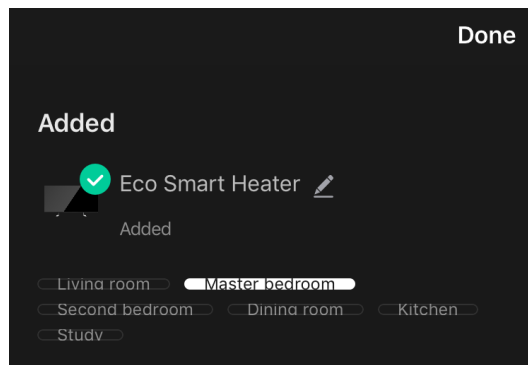 Done
Added
Eco Smart Heater
Added
Living room Master bedroom
Second bedroom Dining room Kitchen
Study